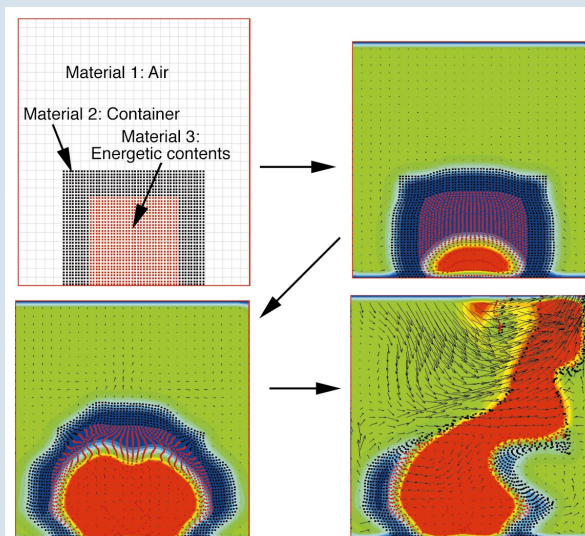 Material 1: Air
Material 2: Container
Material 3:
Energetic contents